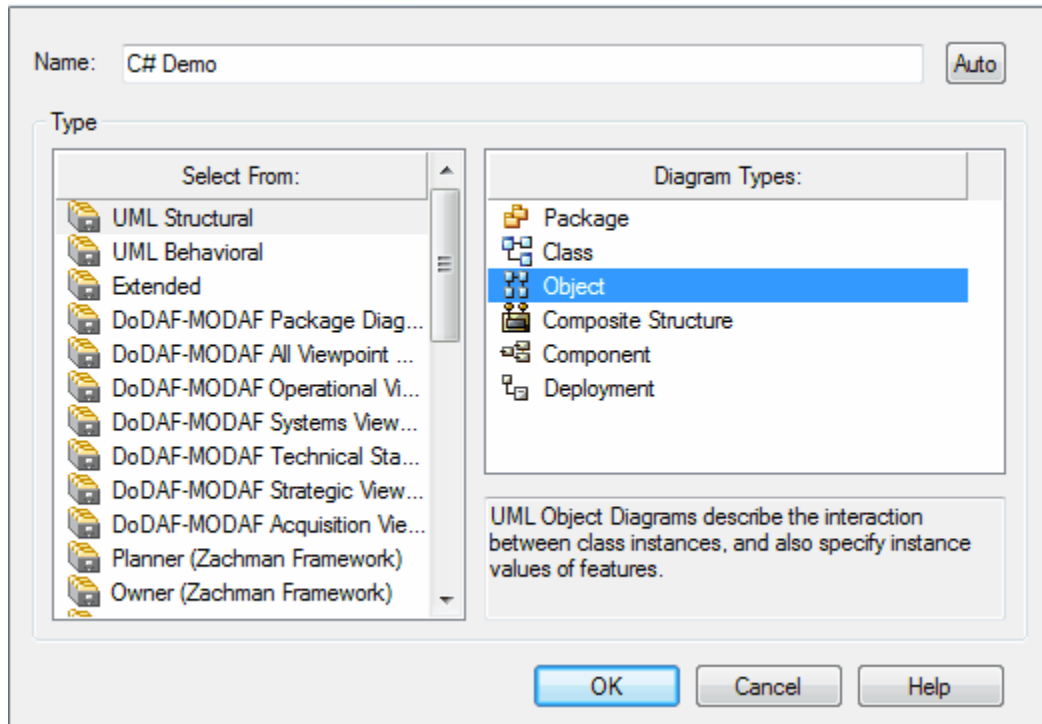 Name: C# Demo Auto
Type
Select From:
UML Structural
UML Behavioral
Extended
DoDAF-MODAF Package Diag...
DoDAF-MODAF All Viewpoint ...
DoDAF-MODAF Operational Vi...
DoDAF-MODAF Systems View...
DoDAF-MODAF Technical Sta...
DoDAF-MODAF Strategic View...
DoDAF-MODAF Acquisition Vie...
Planner (Zachman Framework)
Owner (Zachman Framework)
Diagram Types:
Package
Class
Object
Composite Structure
Component
Deployment
UML Object Diagrams describe the interaction
between class instances, and also specify instance
values of features.
OK Cancel Help